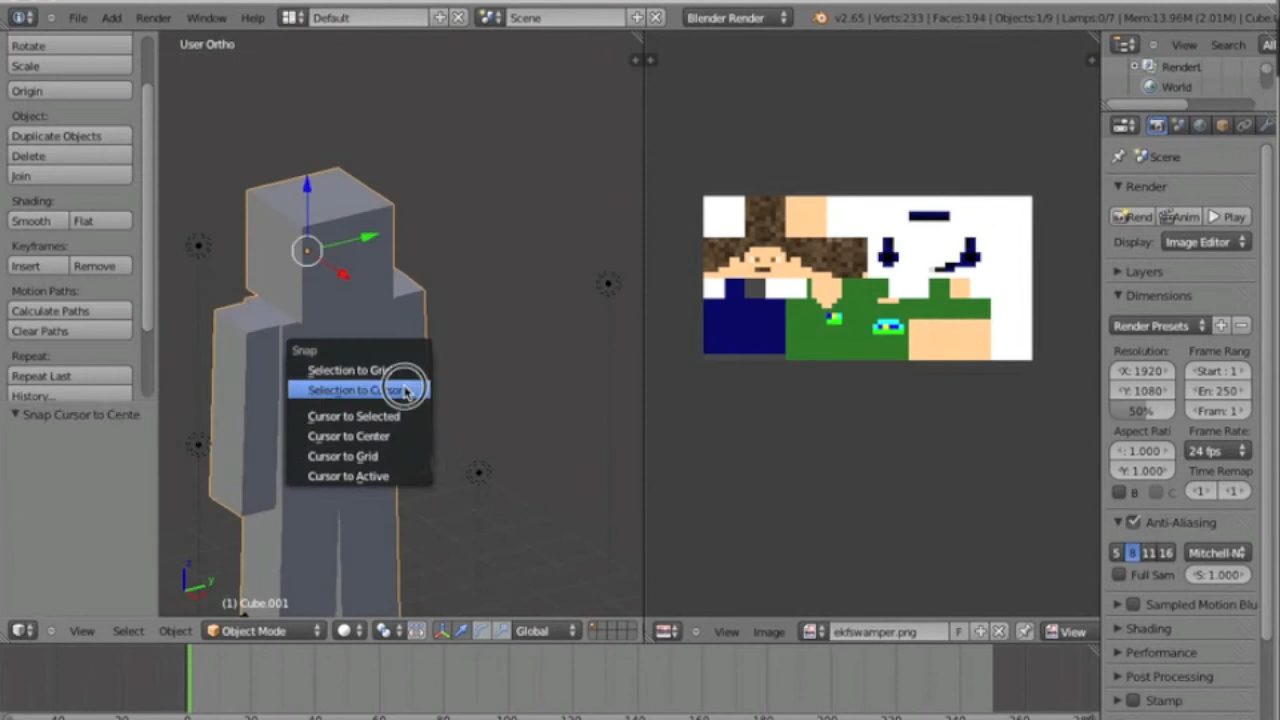 File Add Render Window Help Default Scene Blender Render v2.65 | Verts:233 | Faces:194 | Objects:1/9 | Lamps:0/7 | Mem:13.96M (2.01M) | Cube.
Rotate
Scale
Origin
Object:
Duplicate Objects
Delete
Join
Shading:
Smooth Flat
Keyframes:
Insert Remove
Motion Paths:
Calculate Paths
Clear Paths
Repeat:
Repeat Last
History...
Snap Cursor to Cente
User Ortho
Snap
Selection to Gri
Selection to Cursor
Cursor to Selected
Cursor to Center
Cursor to Grid
Cursor to Active
z
y
(1) Cube.001
View Select Object Object Mode Global
View Image ekfswamper.png F View
View Search All
RenderL
World
Scene
Render
Rend Anim Play
Display: Image Editor
Layers
Dimensions
Render Presets
Resolution: Frame Rang
X: 1920 Start : 1
Y: 1080 En: 250
50% Fram: 1
Aspect Rati Frame Rate:
: 1.000 24 fps
Y: 1.000 Time Remap
B C 1 1
Anti-Aliasing
5 8 11 16 Mitchell-N
Full Sam S: 1.000
Sampled Motion Blu
Shading
Performance
Post Processing
Stamp